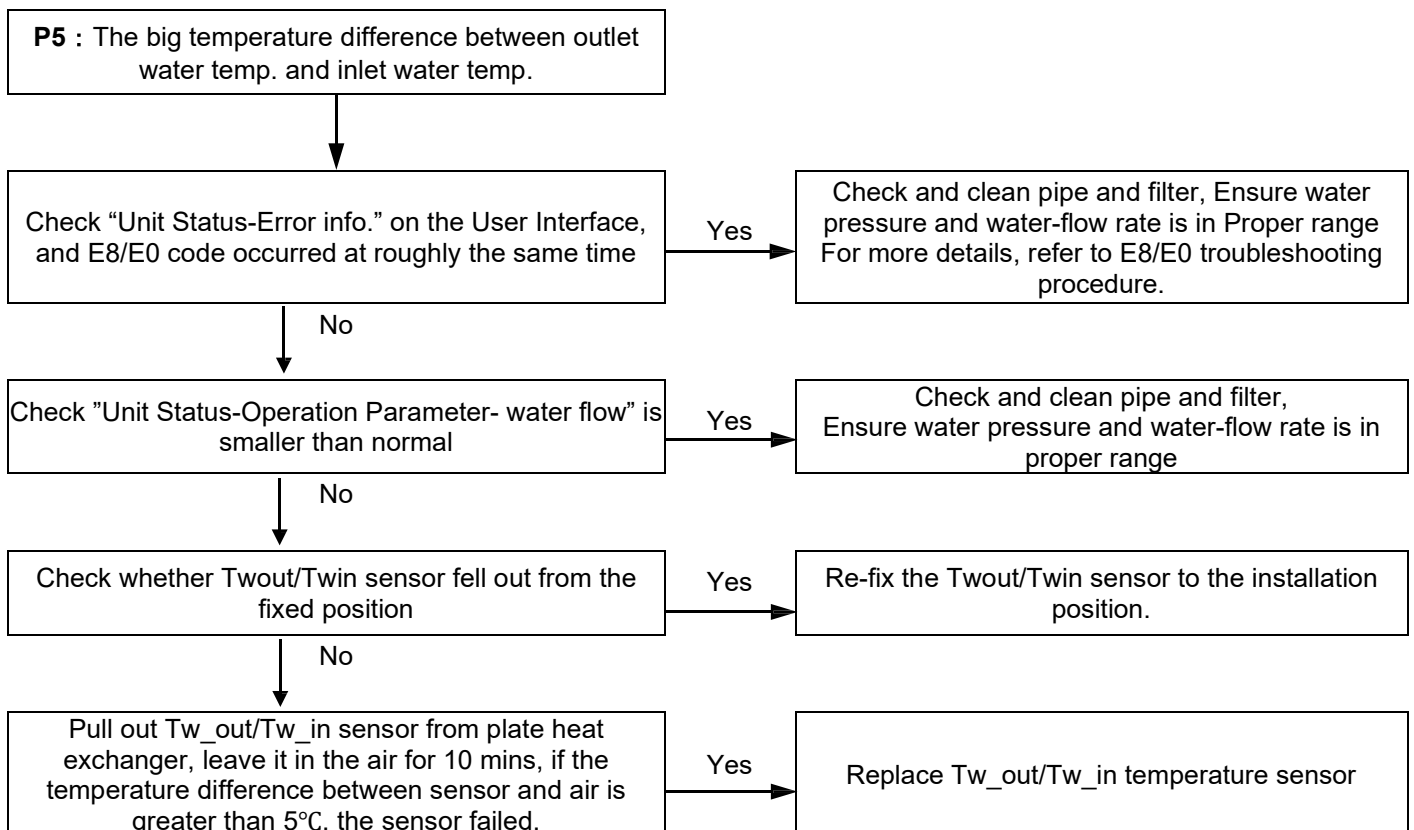 P5：The big temperature difference between outlet
water temp. and inlet water temp.
Check “Unit Status-Error info.” on the User Interface,
and E8/E0 code occurred at roughly the same time
Yes
Check and clean pipe and filter, Ensure water
pressure and water-flow rate is in Proper range
For more details, refer to E8/E0 troubleshooting
procedure.
No
Check ”Unit Status-Operation Parameter- water flow” is
smaller than normal
Yes
Check and clean pipe and filter,
Ensure water pressure and water-flow rate is in
proper range
No
Check whether Twout/Twin sensor fell out from the
fixed position
Yes
Re-fix the Twout/Twin sensor to the installation
position.
No
Pull out Tw_out/Tw_in sensor from plate heat
exchanger, leave it in the air for 10 mins, if the
temperature difference between sensor and air is
greater than 5℃, the sensor failed.
Yes
Replace Tw_out/Tw_in temperature sensor